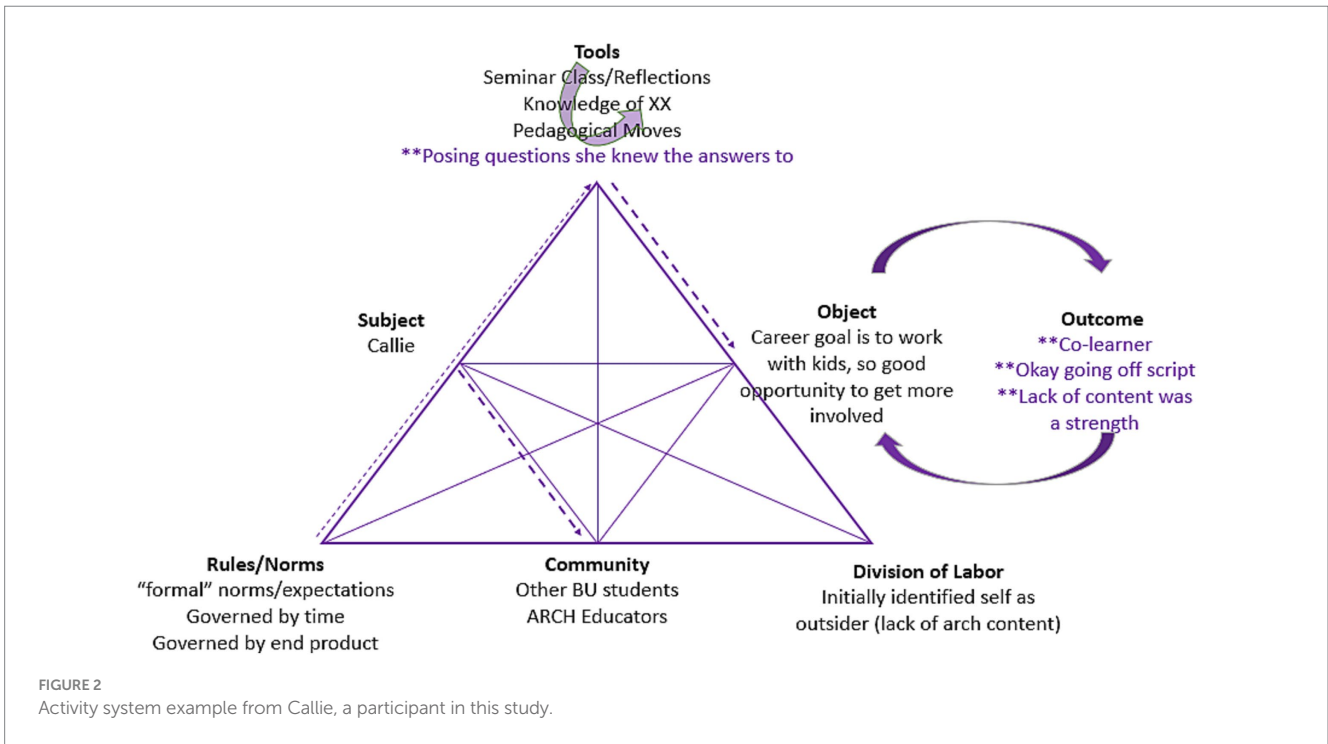 Tools
Seminar Class/Reflections
Knowledge of XX
Pedagogical Moves
**Posing questions she knew the answers to
Subject
Callie
Object
Career goal is to work
with kids, so good
opportunity to get more
involved
Outcome
**Co-learner
**Okay going off script
**Lack of content was
a strength
Rules/Norms
“formal” norms/expectations
Governed by time
Governed by end product
Community
Other BU students
ARCH Educators
Division of Labor
Initially identified self as
outsider (lack of arch content)
FIGURE 2
Activity system example from Callie, a participant in this study.